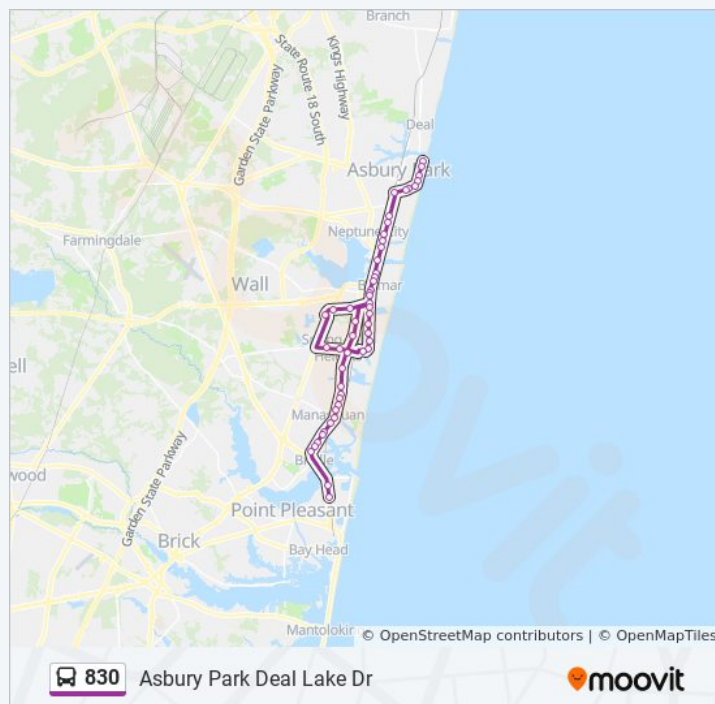 Branch
State Route 18 South
Kings Highway
Garden State Parkway
Deal
Asbury Park
Farmingdale
Neptune City
Wall
Belmar
ell
Spring
Manasquan
Brielle
wood
Garden State Parkway
Point Pleasant
Brick
Bay Head
Mantolokin
© OpenStreetMap contributors | © OpenMapTiles
830 Asbury Park Deal Lake Dr moovit